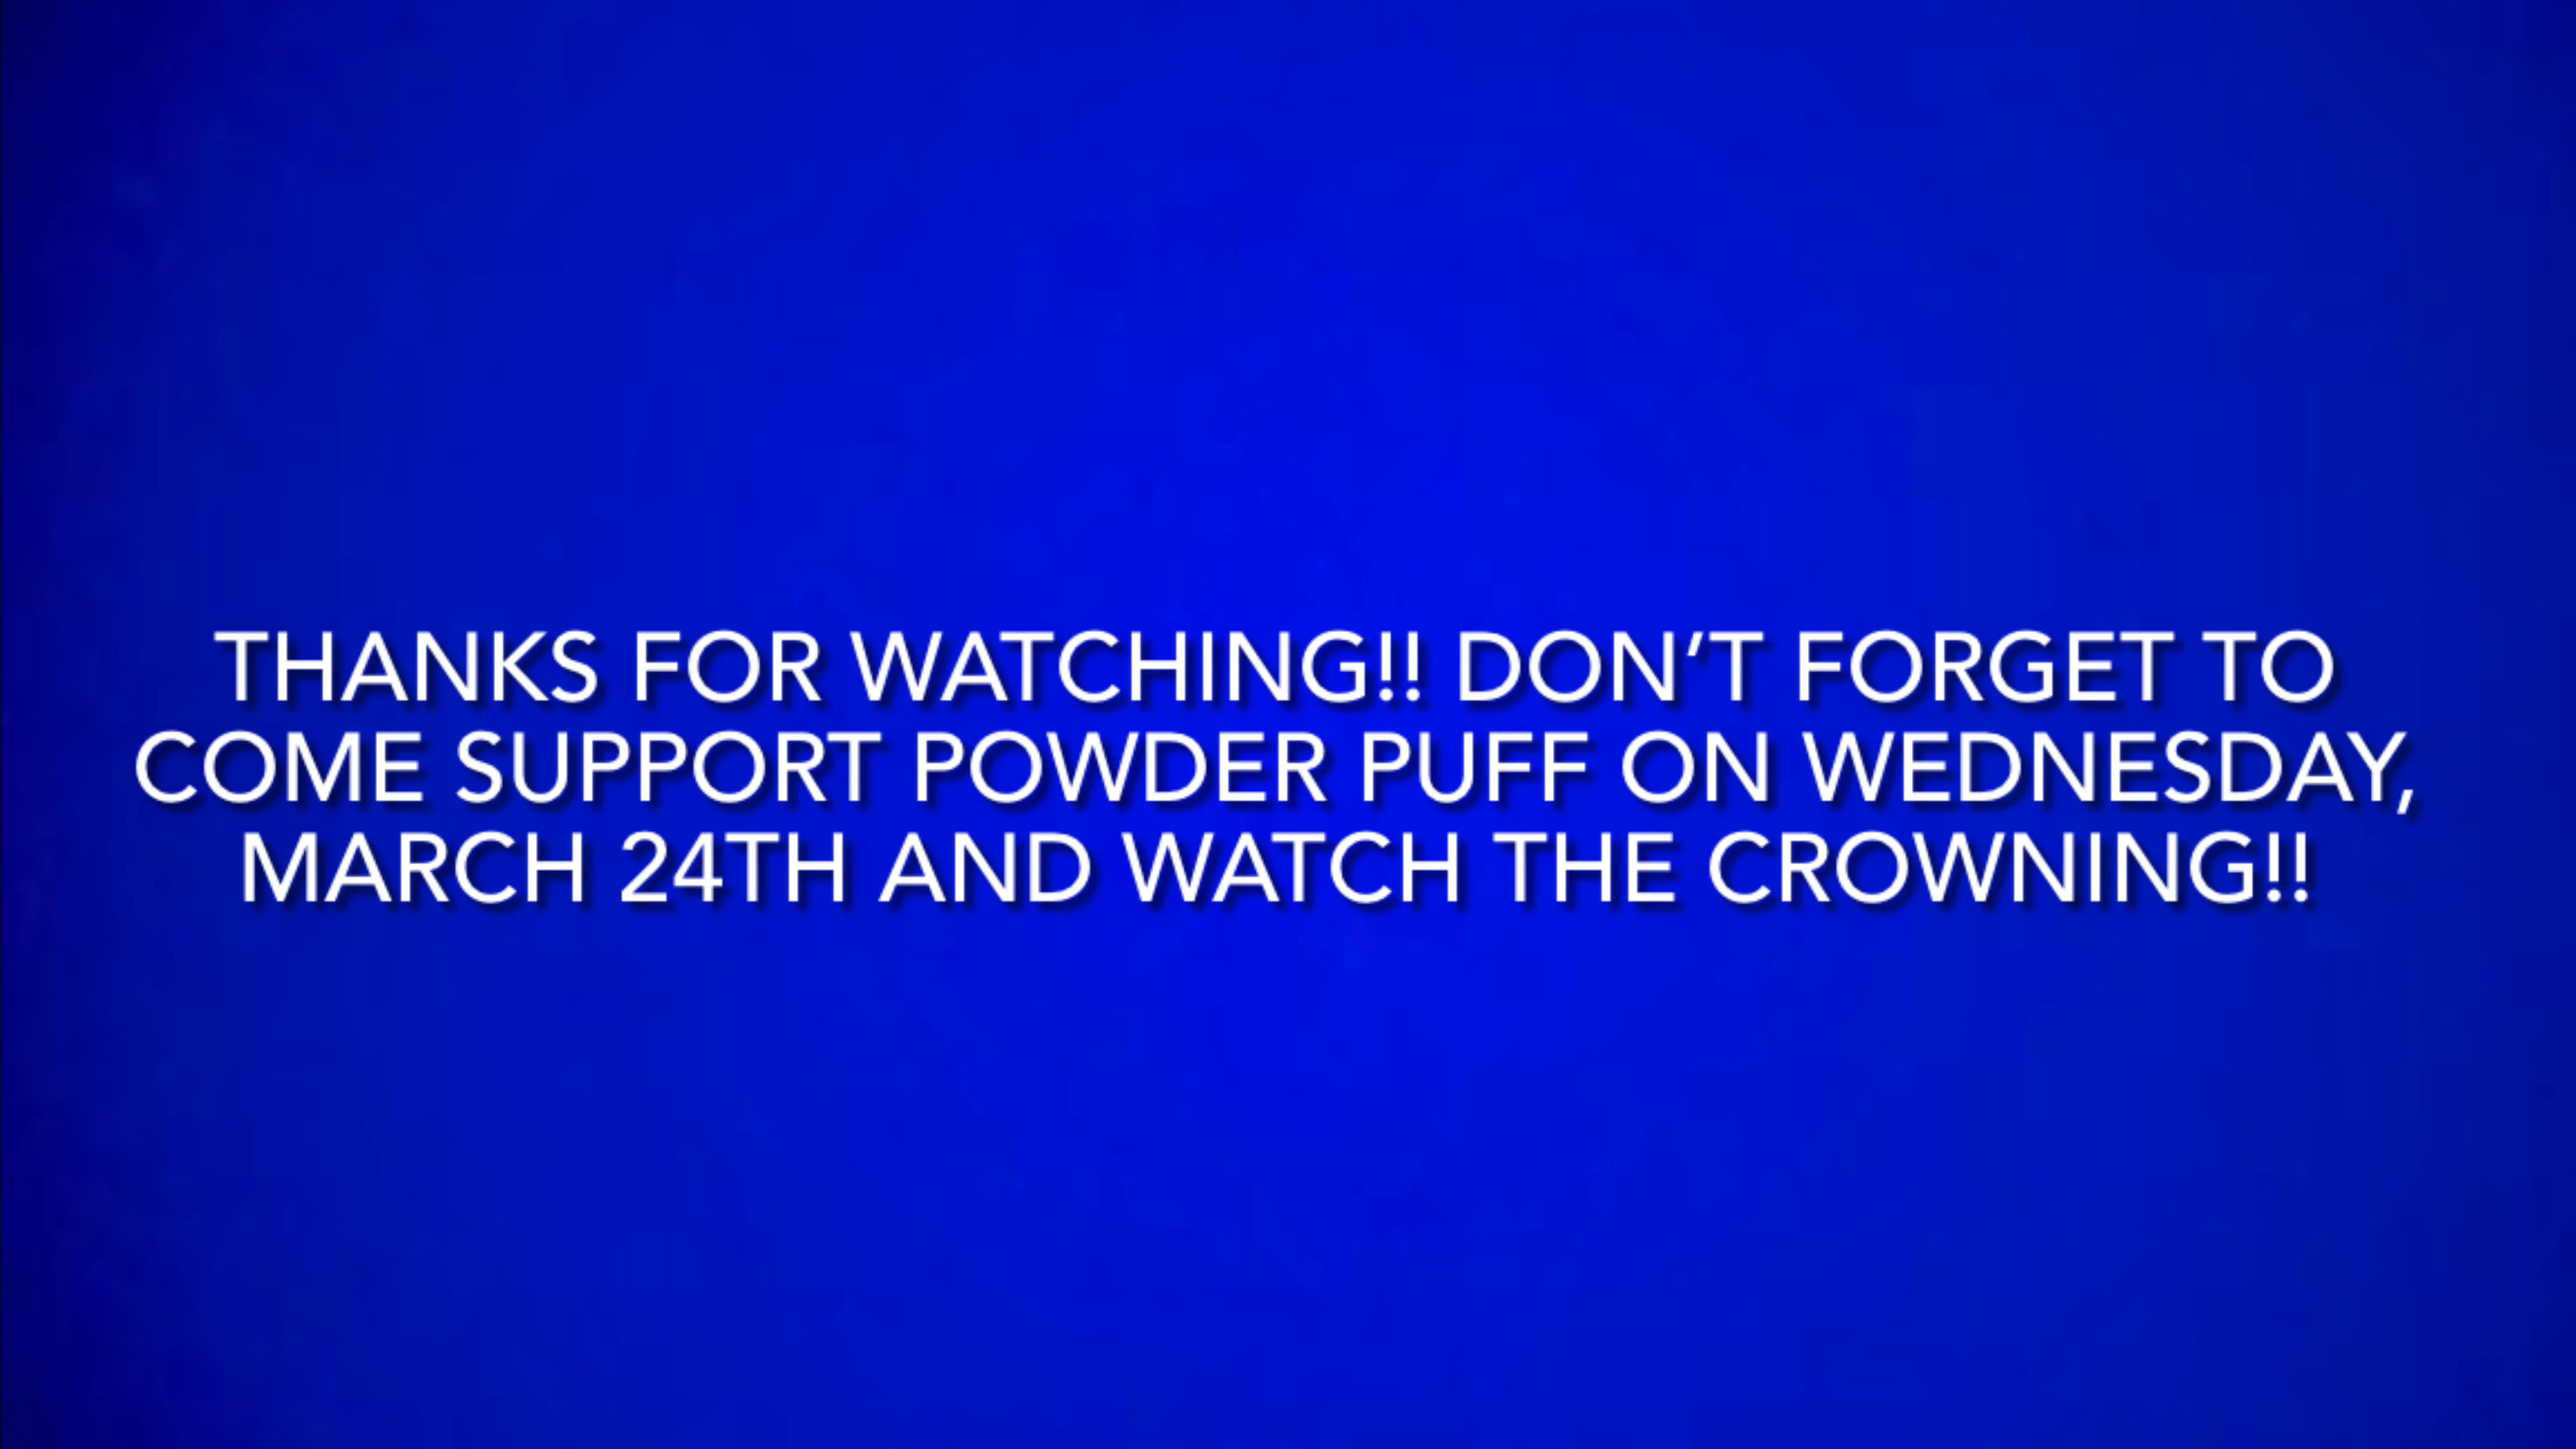 THANKS FOR WATCHING!! DON’T FORGET TO
COME SUPPORT POWDER PUFF ON WEDNESDAY,
MARCH 24TH AND WATCH THE CROWNING!!